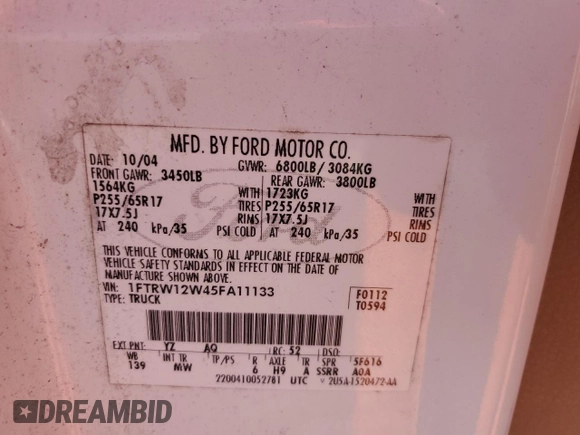 MFD. BY FORD MOTOR CO.
DATE: 10/04 GVWR: 6800LB/ 3084KG
FRONT GAWR: 3450LB REAR GAWR: 3800LB
1564KG WITH 1723KG WITH
P255/65R17 TIRES P255/65R17 TIRES
17X7.5J RIMS 17X7.5J RIMS
AT 240 kPa/35 PSI COLD AT 240 kPa/35 PSI COLD
THIS VEHICLE CONFORMS TO ALL APPLICABLE FEDERAL MOTOR
VEHICLE SAFETY STANDARDS IN EFFECT ON THE DATE OF
MANUFACTURE SHOWN ABOVE.
VIN: 1FTRW12W45FA11133 F0112
TYPE: TRUCK T0594
Ford
EXT PNT: YZ AQ RC: 52 DSO:
WB INT TR TP/PS R AXLE TR SPR 5F616
139 MW 6 H9 A SSRR AOA
2200410052761 UTC 2U5A-1520472-AA
DREAMBID